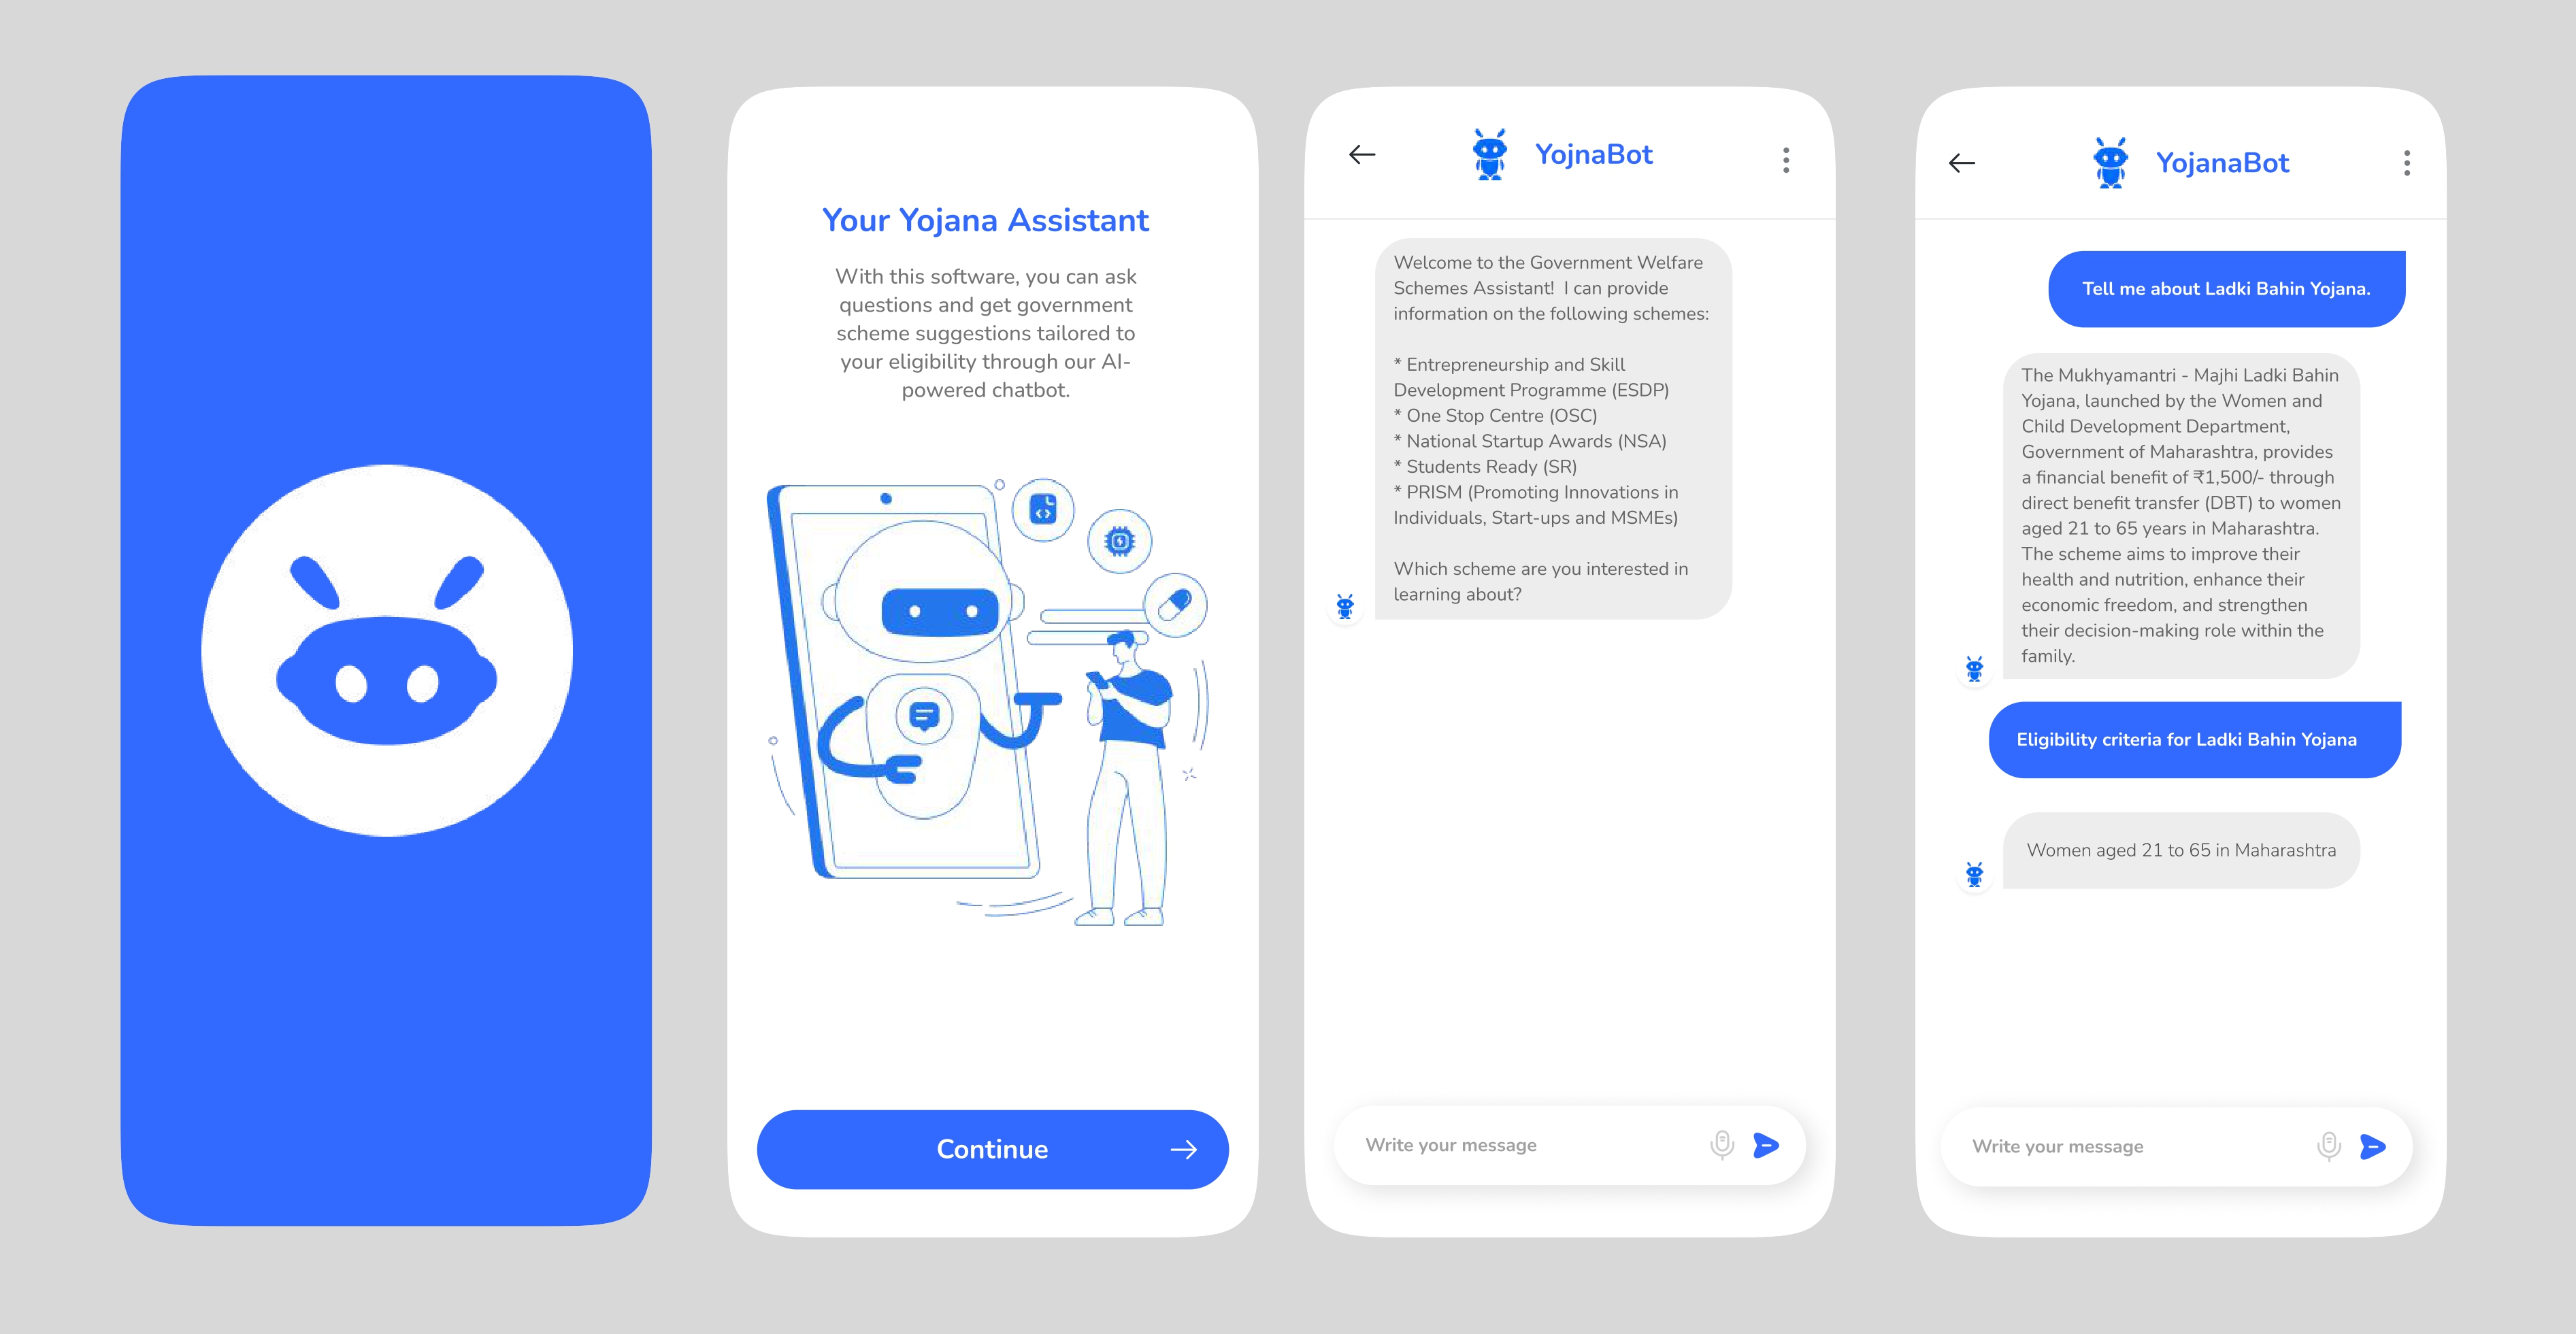 Your Yojana Assistant
With this software, you can ask
questions and get government
scheme suggestions tailored to
your eligibility through our AI-
powered chatbot.
Continue
YojnaBot
Welcome to the Government Welfare
Schemes Assistant!  I can provide
information on the following schemes:
* Entrepreneurship and Skill
Development Programme (ESDP)
* One Stop Centre (OSC)
* National Startup Awards (NSA)
* Students Ready (SR)
* PRISM (Promoting Innovations in
Individuals, Start-ups and MSMEs)
Which scheme are you interested in
learning about?
Write your message
YojanaBot
Tell me about Ladki Bahin Yojana.
The Mukhyamantri - Majhi Ladki Bahin
Yojana, launched by the Women and
Child Development Department,
Government of Maharashtra, provides
a financial benefit of ₹1,500/- through
direct benefit transfer (DBT) to women
aged 21 to 65 years in Maharashtra.
The scheme aims to improve their
health and nutrition, enhance their
economic freedom, and strengthen
their decision-making role within the
family.
Eligibility criteria for Ladki Bahin Yojana
Women aged 21 to 65 in Maharashtra
Write your message